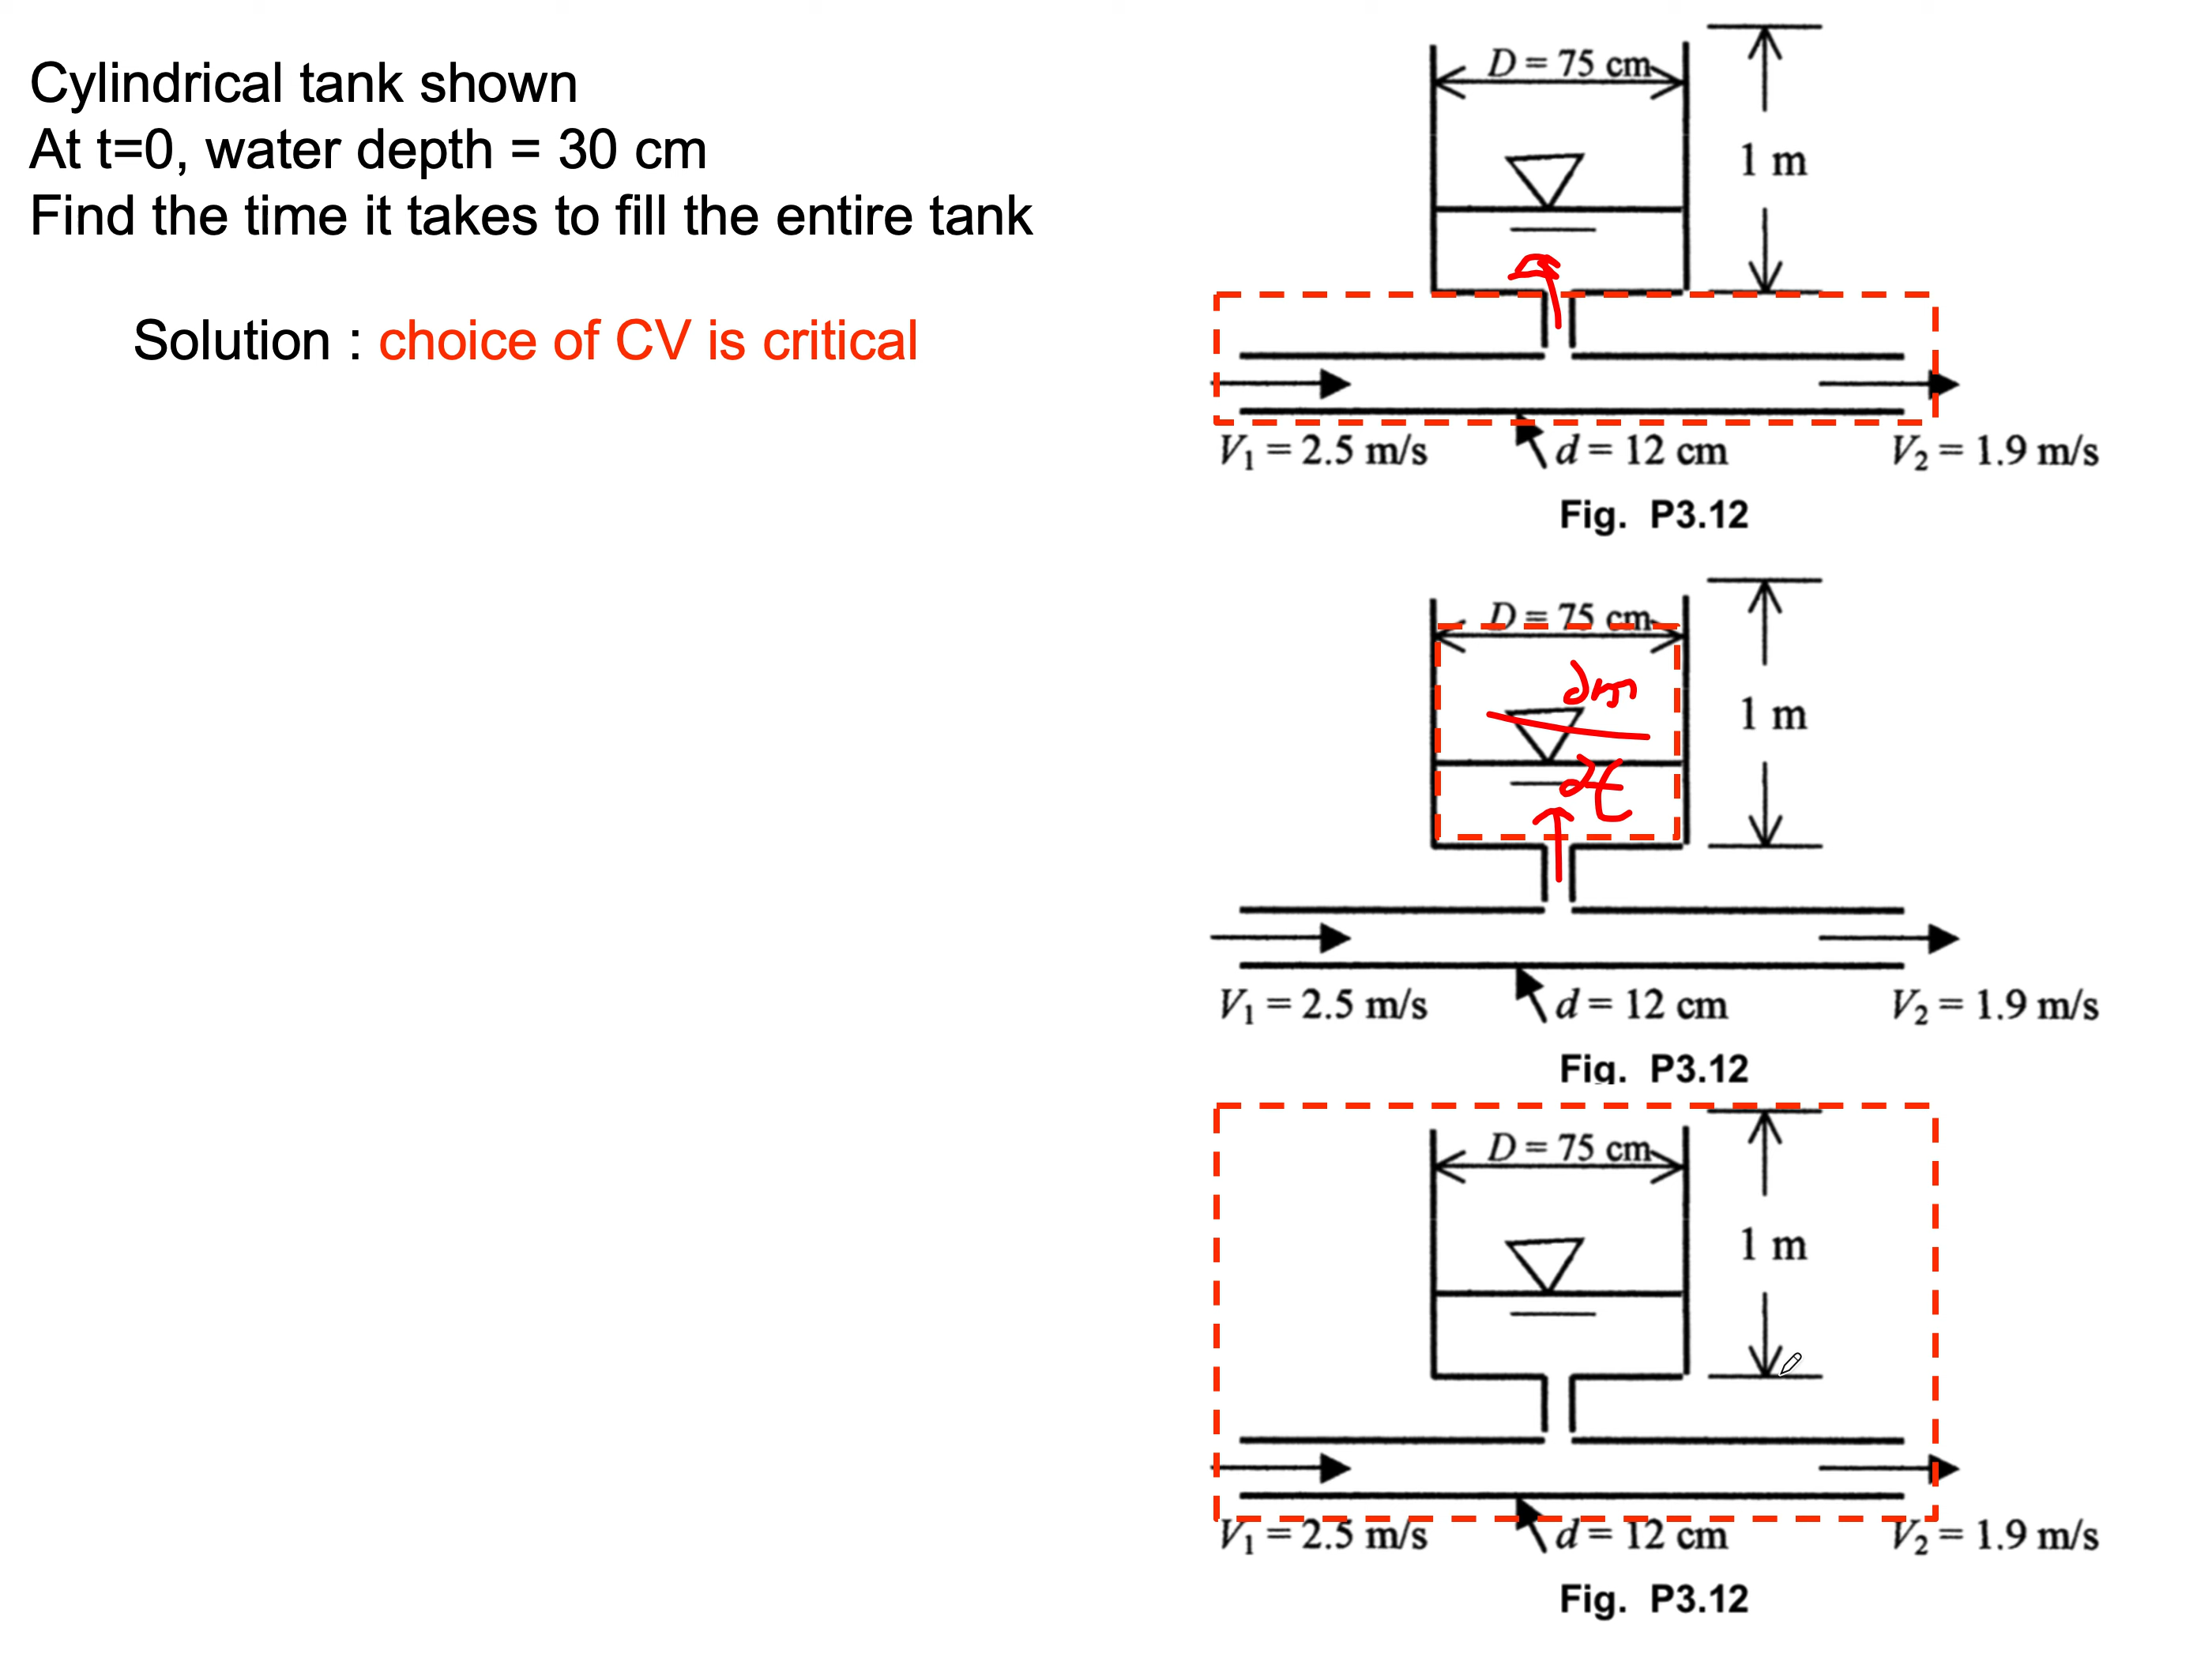 Cylindrical tank shown
At t=0, water depth = 30 cm
Find the time it takes to fill the entire tank
Solution : choice of CV is critical
D = 75 cm
1 m
V₁ = 2.5 m/s
d = 12 cm
V₂ = 1.9 m/s
Fig. P3.12
D = 75 cm
dm
1 m
dt
V₁ = 2.5 m/s
d = 12 cm
V₂ = 1.9 m/s
Fig. P3.12
D = 75 cm
1 m
V₁ = 2.5 m/s
d = 12 cm
V₂ = 1.9 m/s
Fig. P3.12